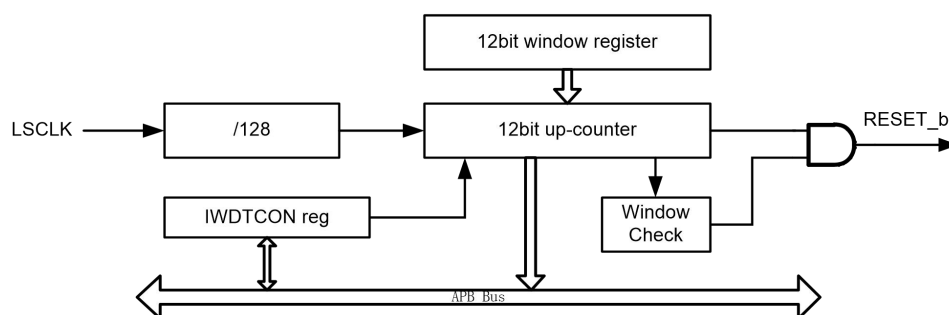 12bit window register
LSCLK
/128
12bit up-counter
RESET_b
IWDTCON reg
Window
Check
APB Bus